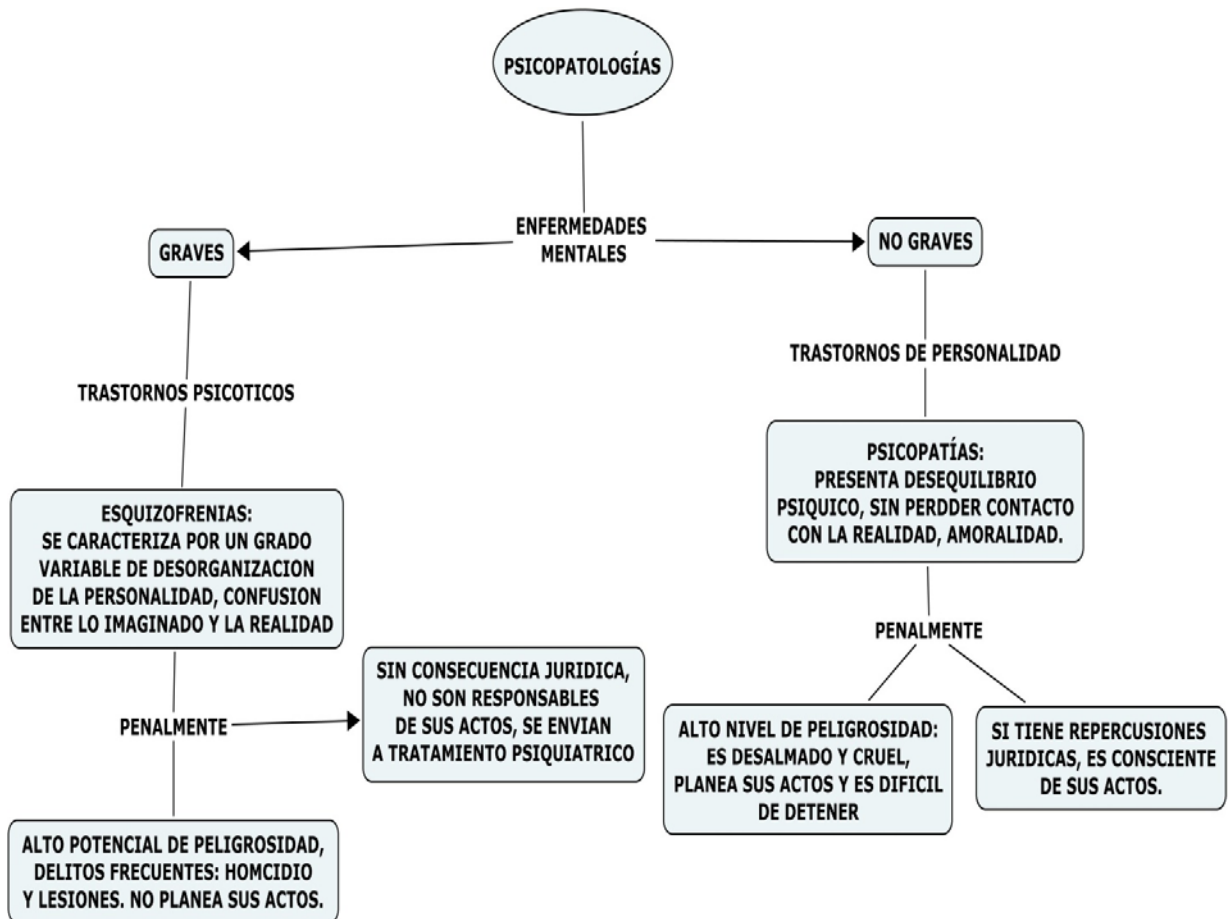 PSICOPATOLOGÍAS
ENFERMEDADES
MENTALES
GRAVES
NO GRAVES
TRASTORNOS PSICOTICOS
ESQUIZOFRENIAS:
SE CARACTERIZA POR UN GRADO
VARIABLE DE DESORGANIZACION
DE LA PERSONALIDAD, CONFUSION
ENTRE LO IMAGINADO Y LA REALIDAD
PENALMENTE
SIN CONSECUENCIA JURIDICA,
NO SON RESPONSABLES
DE SUS ACTOS, SE ENVIAN
A TRATAMIENTO PSIQUIATRICO
ALTO POTENCIAL DE PELIGROSIDAD,
DELITOS FRECUENTES: HOMCIDIO
Y LESIONES. NO PLANEA SUS ACTOS.
TRASTORNOS DE PERSONALIDAD
PSICOPATÍAS:
PRESENTA DESEQUILIBRIO
PSIQUICO, SIN PERDDER CONTACTO
CON LA REALIDAD, AMORALIDAD.
PENALMENTE
ALTO NIVEL DE PELIGROSIDAD:
ES DESALMADO Y CRUEL,
PLANEA SUS ACTOS Y ES DIFICIL
DE DETENER
SI TIENE REPERCUSIONES
JURIDICAS, ES CONSCIENTE
DE SUS ACTOS.